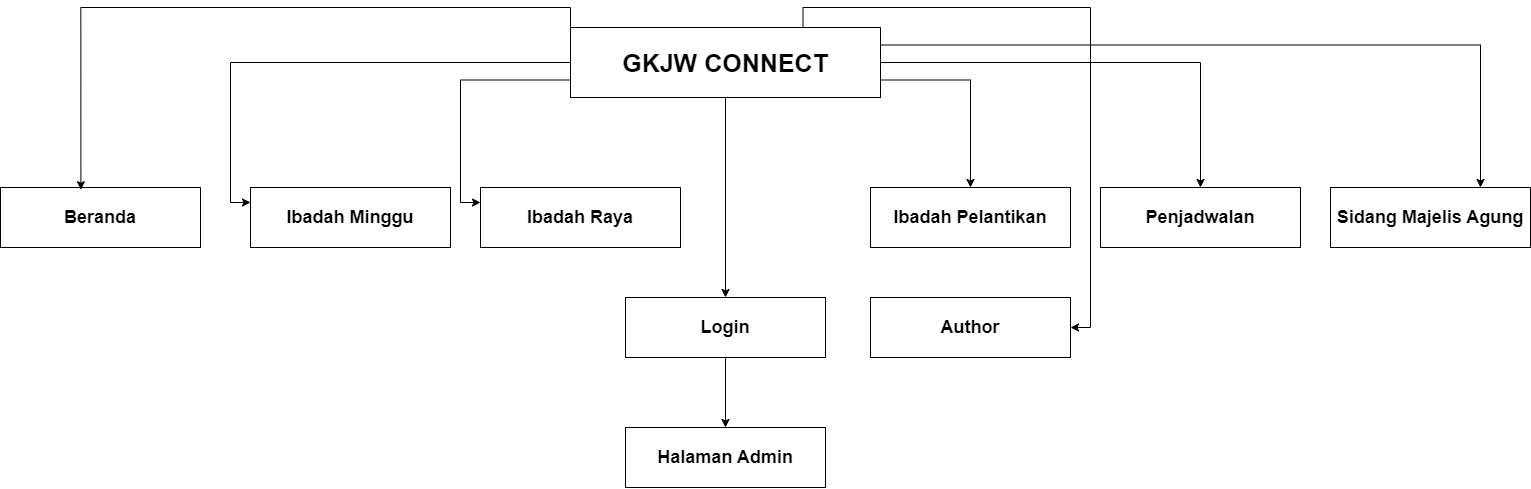 GKJW CONNECT
Beranda
Ibadah Minggu
Ibadah Raya
Ibadah Pelantikan
Penjadwalan
Sidang Majelis Agung
Login
Author
Halaman Admin